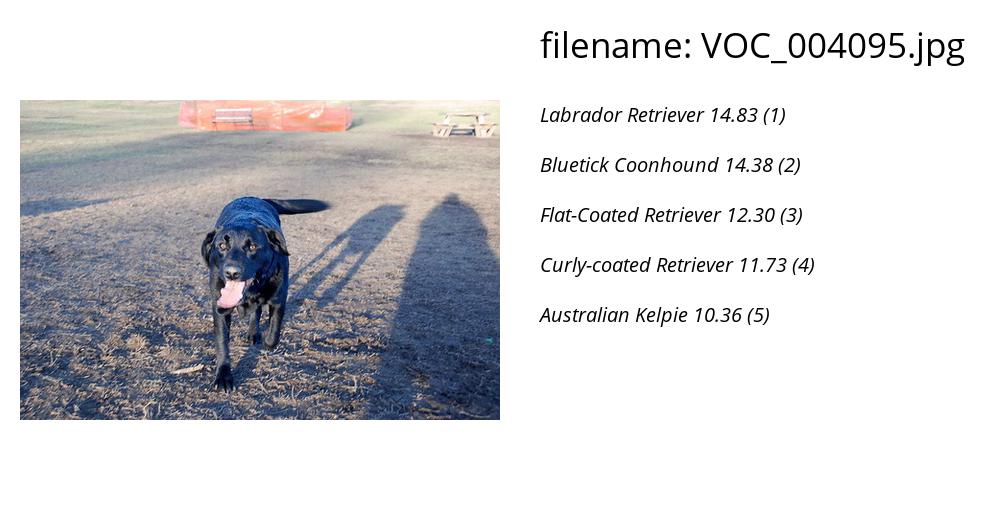 filename: VOC_004095.jpg
Labrador Retriever 14.83 (1)
Bluetick Coonhound 14.38 (2)
Flat-Coated Retriever 12.30 (3)
Curly-coated Retriever 11.73 (4)
Australian Kelpie 10.36 (5)